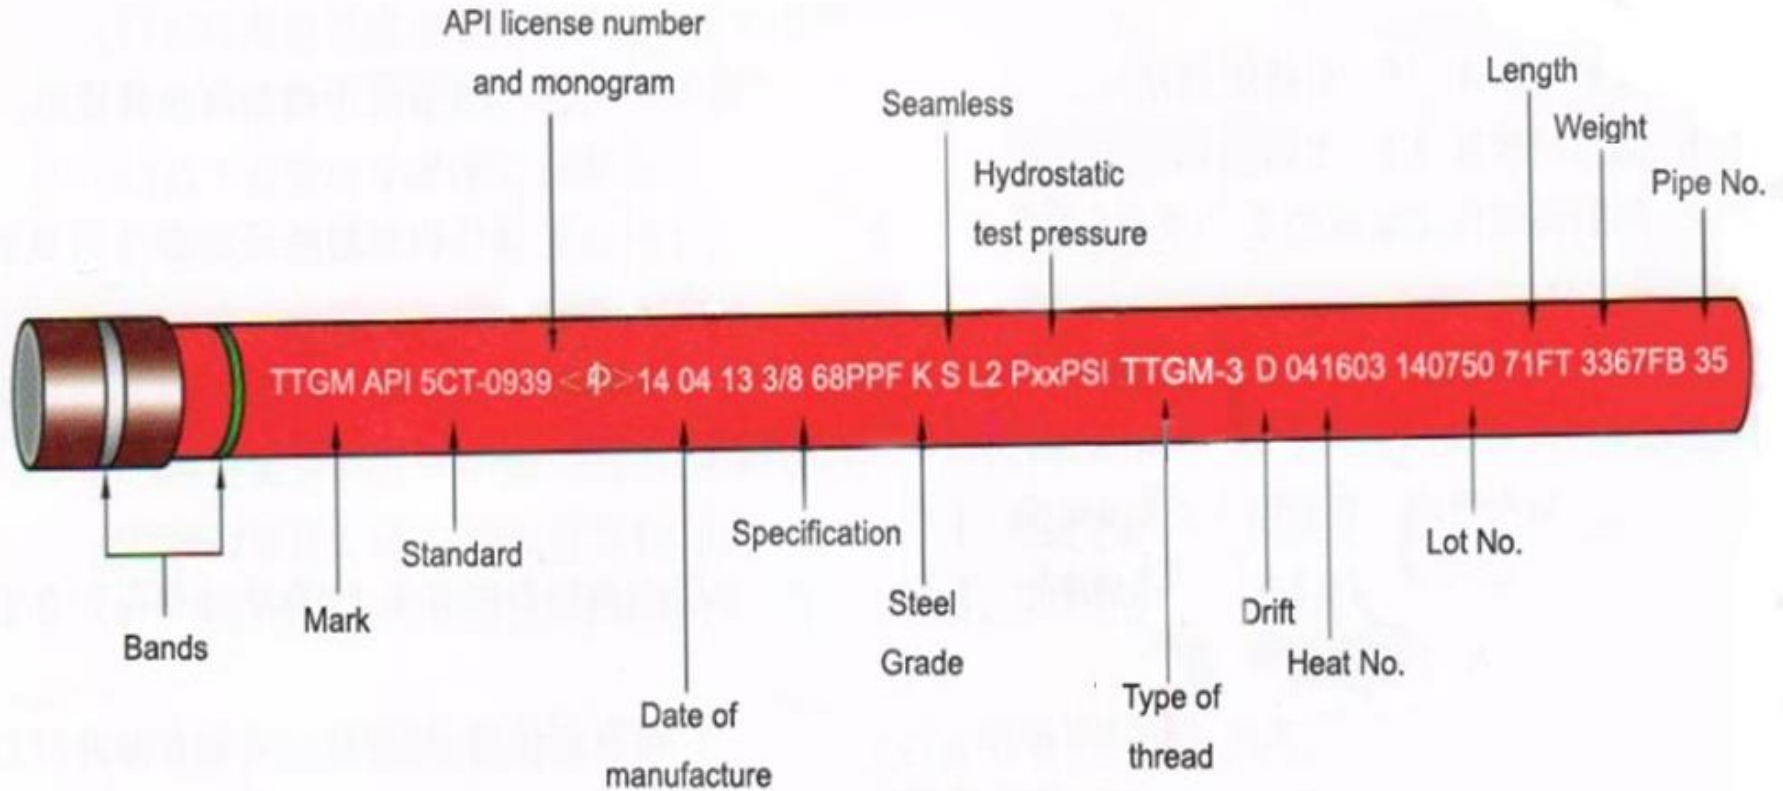 API license number
and monogram
Seamless
Hydrostatic
test pressure
Length
Weight
Pipe No.
TTGM API 5CT-0939 14 04 13 3/8 68PPF K S L2 PxxPSI TTGM-3 D 041603 140750 71FT 3367FB 35
Bands
Mark
Standard
Date of
manufacture
Specification
Steel
Grade
Type of
thread
Drift
Heat No.
Lot No.